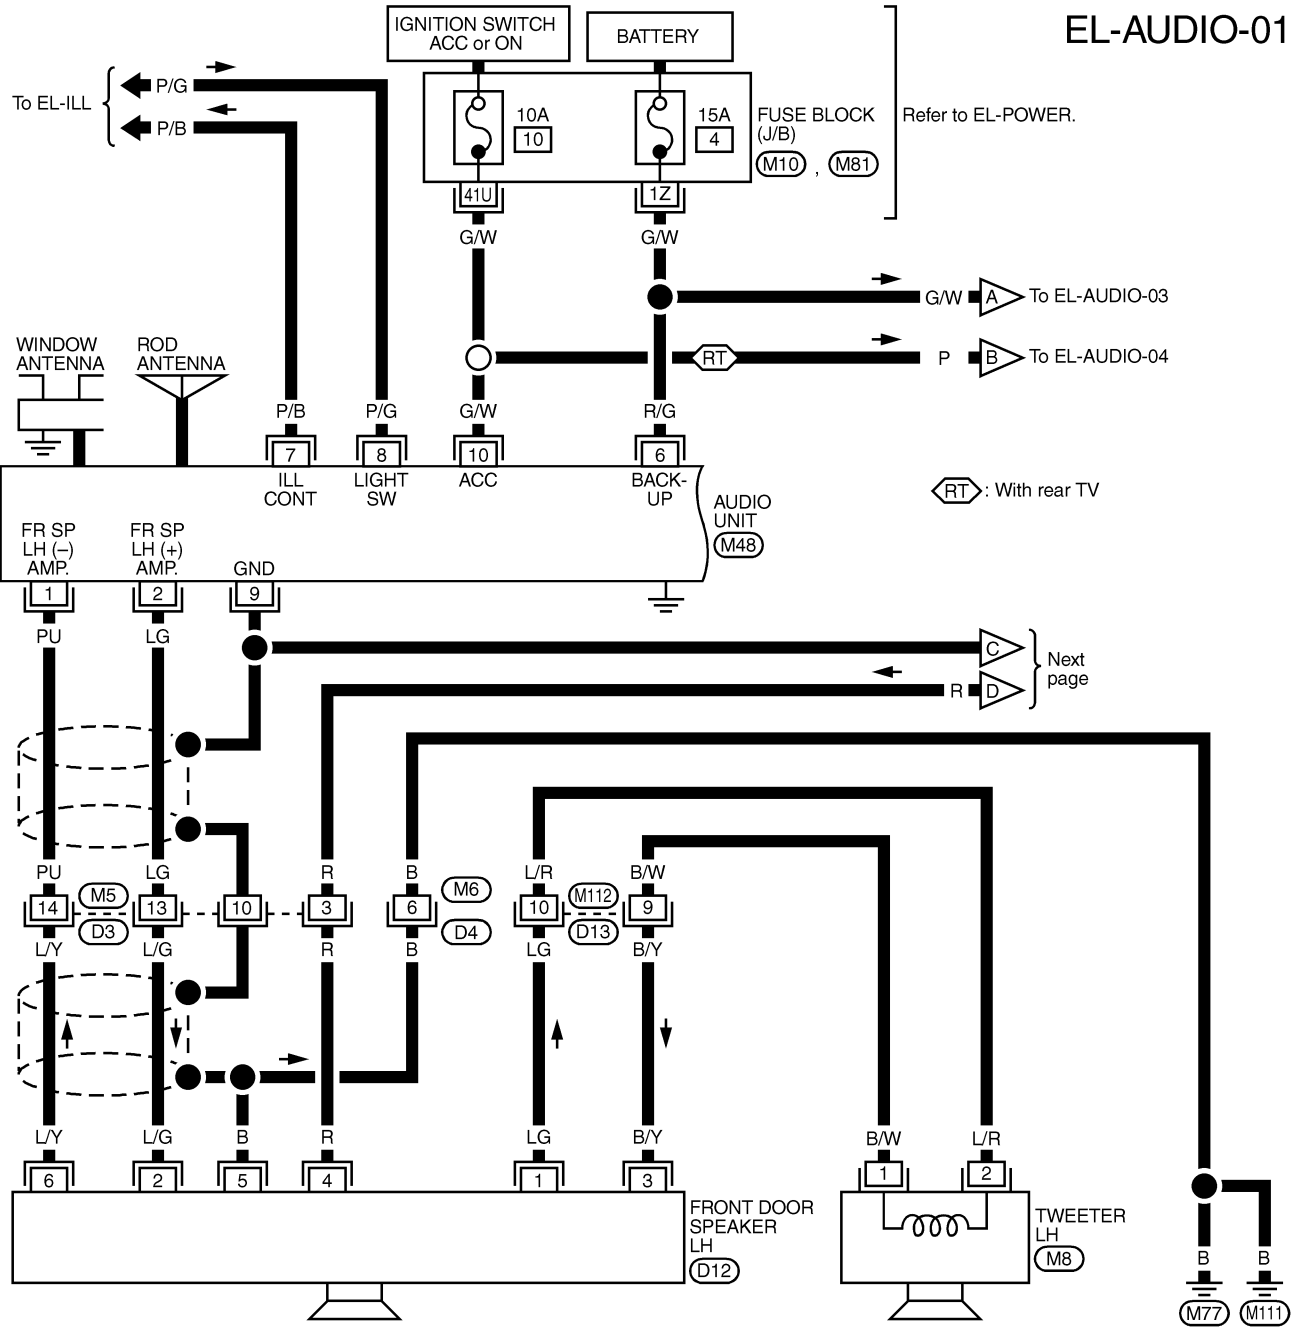 EL-AUDIO-01
IGNITION SWITCH
ACC or ON
BATTERY
To EL-ILL
P/G
P/B
10A
10
15A
4
FUSE BLOCK
(J/B)
M10 , M81
Refer to EL-POWER.
41U
1Z
G/W
G/W
G/W
A
To EL-AUDIO-03
RT
P
B
To EL-AUDIO-04
WINDOW
ANTENNA
ROD
ANTENNA
P/B
P/G
G/W
R/G
7
8
10
6
ILL
CONT
LIGHT
SW
ACC
BACK-
UP
RT : With rear TV
AUDIO
UNIT
M48
FR SP
LH (–)
AMP.
FR SP
LH (+)
AMP.
GND
1
2
9
PU
LG
C
R
D
Next
page
PU
LG
R
B
L/R
B/W
14
M5
D3
13
10
3
6
M6
D4
10
M112
D13
9
L/Y
L/G
R
B
LG
B/Y
L/Y
L/G
B
R
LG
B/Y
B/W
L/R
6
2
5
4
1
3
1
2
FRONT DOOR
SPEAKER
LH
D12
TWEETER
LH
M8
B
B
M77
M111